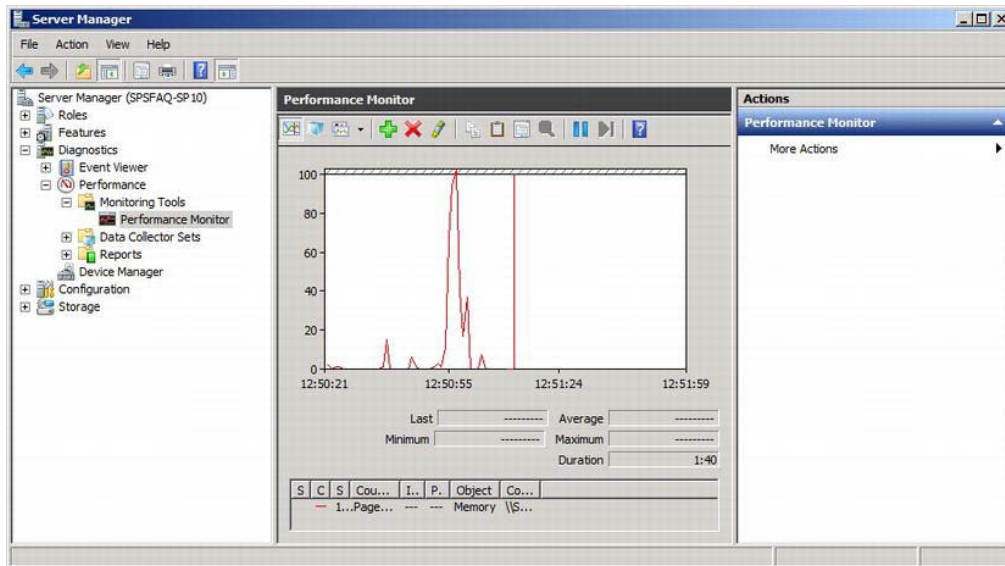 Server Manager
File Action View Help
Server Manager (SPSFAQ-SP10)
Roles
Features
Diagnostics
Event Viewer
Performance
Monitoring Tools
Performance Monitor
Data Collector Sets
Reports
Device Manager
Configuration
Storage
Performance Monitor
100
80
60
40
20
0
12:50:21 12:50:55 12:51:24 12:51:59
Last --------- Average ---------
Minimum --------- Maximum ---------
Duration 1:40
S C S Cou... I.. P. Object Co...
1... Page... --- --- Memory \\S...
Actions
Performance Monitor
More Actions